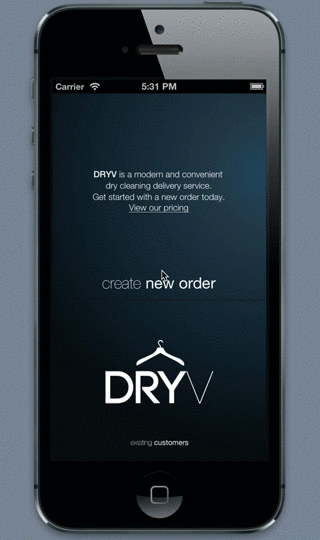 Carrier 5:31 PM
DRYV is a modern and convenient
dry cleaning delivery service.
Get started with a new order today.
View our pricing
create new order
DRYV
existing customers